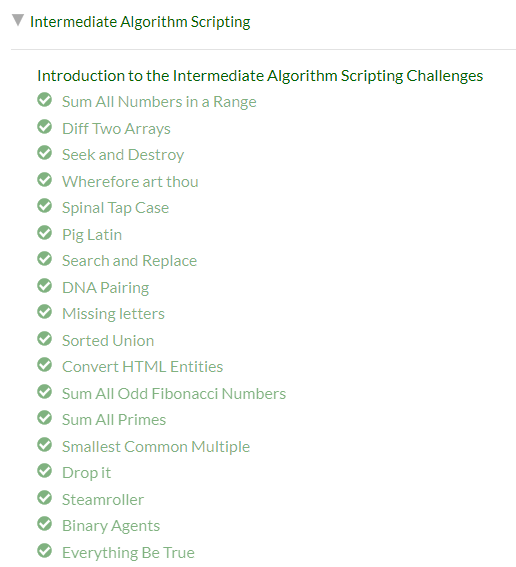 Intermediate Algorithm Scripting
Introduction to the Intermediate Algorithm Scripting Challenges
Sum All Numbers in a Range
Diff Two Arrays
Seek and Destroy
Wherefore art thou
Spinal Tap Case
Pig Latin
Search and Replace
DNA Pairing
Missing letters
Sorted Union
Convert HTML Entities
Sum All Odd Fibonacci Numbers
Sum All Primes
Smallest Common Multiple
Drop it
Steamroller
Binary Agents
Everything Be True